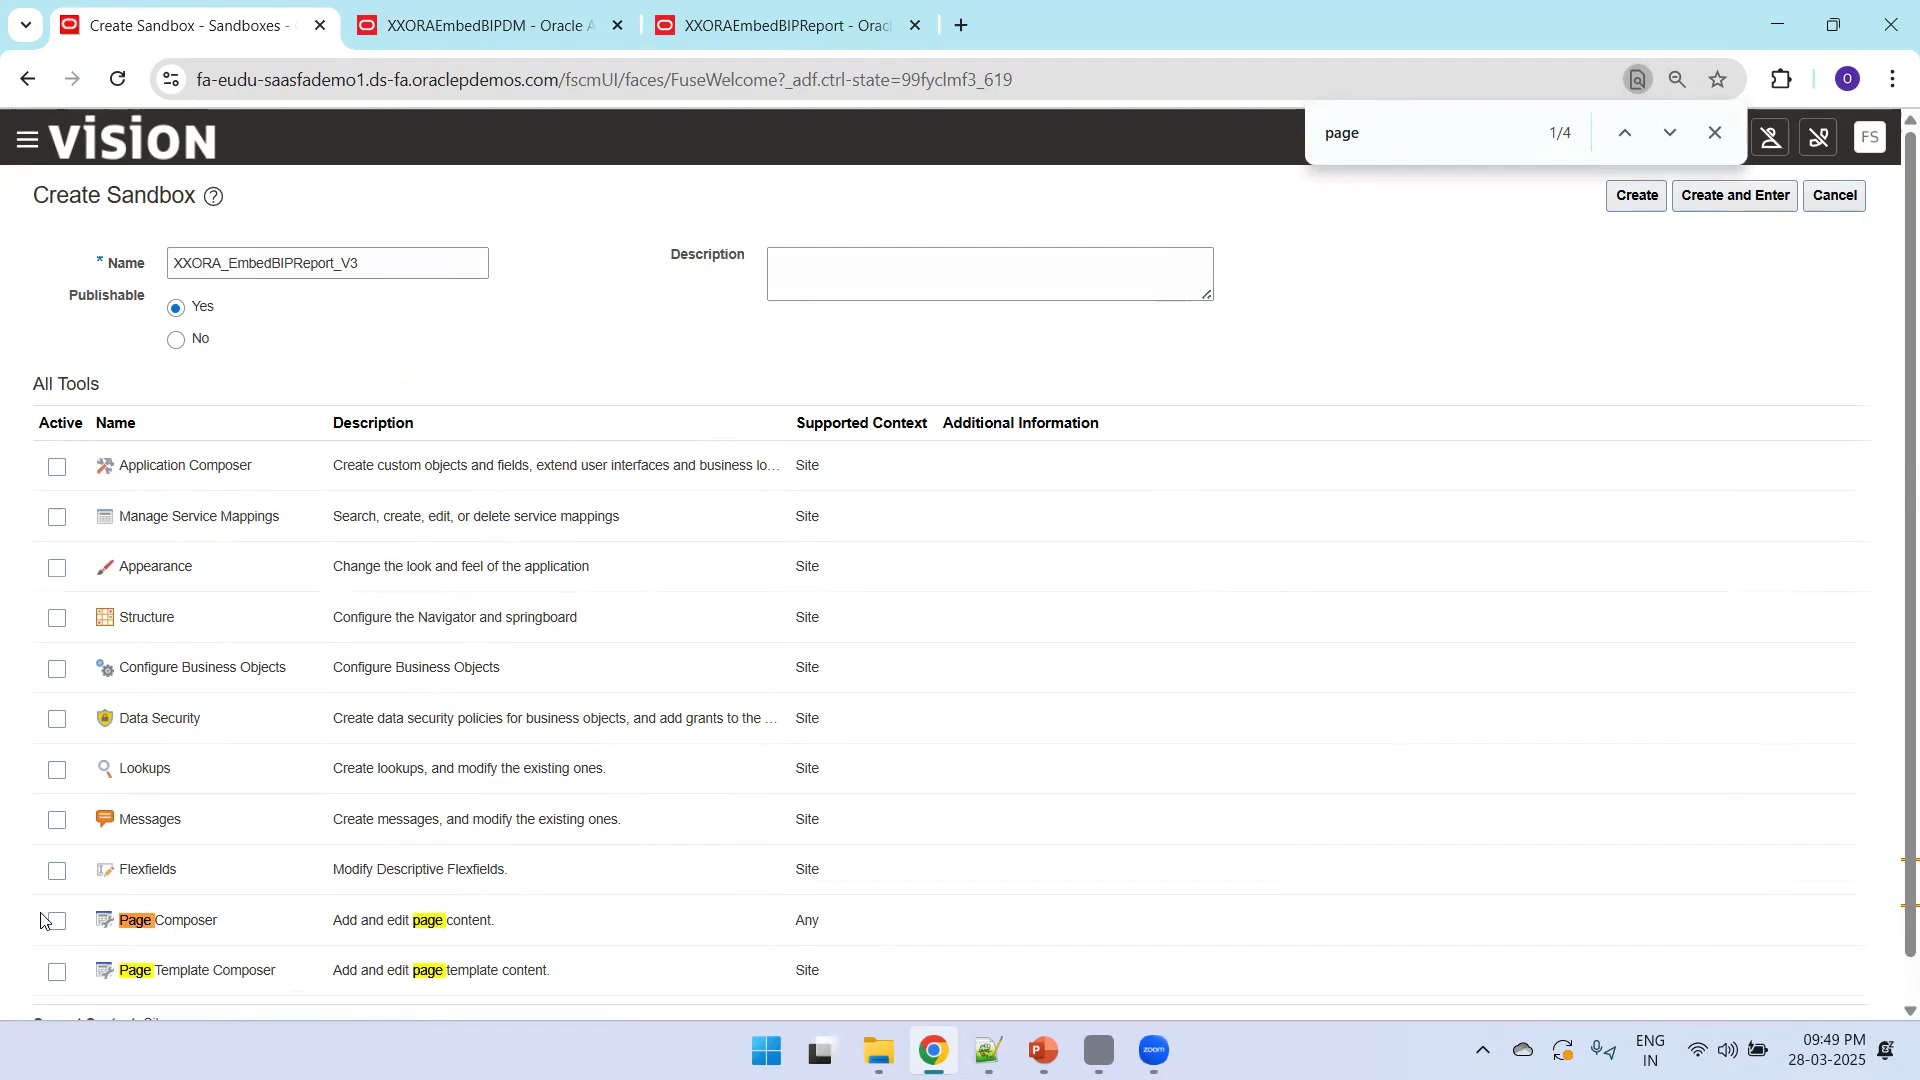 Create Sandbox - Sandboxes -
XXORAEmbedBIPDM - Oracle A
XXORAEmbedBIPReport - Orac
fa-eudu-saasfademo1.ds-fa.oraclepdemos.com/fscmUI/faces/FuseWelcome?_adf.ctrl-state=99fyclmf3_619
O
page 1/4
vision
FS
Create Sandbox
Create
Create and Enter
Cancel
* Name XXORA_EmbedBIPReport_V3
Description
Publishable
Yes
No
All Tools
Active Name Description Supported Context Additional Information
Application Composer Create custom objects and fields, extend user interfaces and business lo... Site
Manage Service Mappings Search, create, edit, or delete service mappings Site
Appearance Change the look and feel of the application Site
Structure Configure the Navigator and springboard Site
Configure Business Objects Configure Business Objects Site
Data Security Create data security policies for business objects, and add grants to the ... Site
Lookups Create lookups, and modify the existing ones. Site
Messages Create messages, and modify the existing ones. Site
Flexfields Modify Descriptive Flexfields. Site
Page Composer Add and edit page content. Any
Page Template Composer Add and edit page template content. Site
zoom
ENG
IN
09:49 PM
28-03-2025